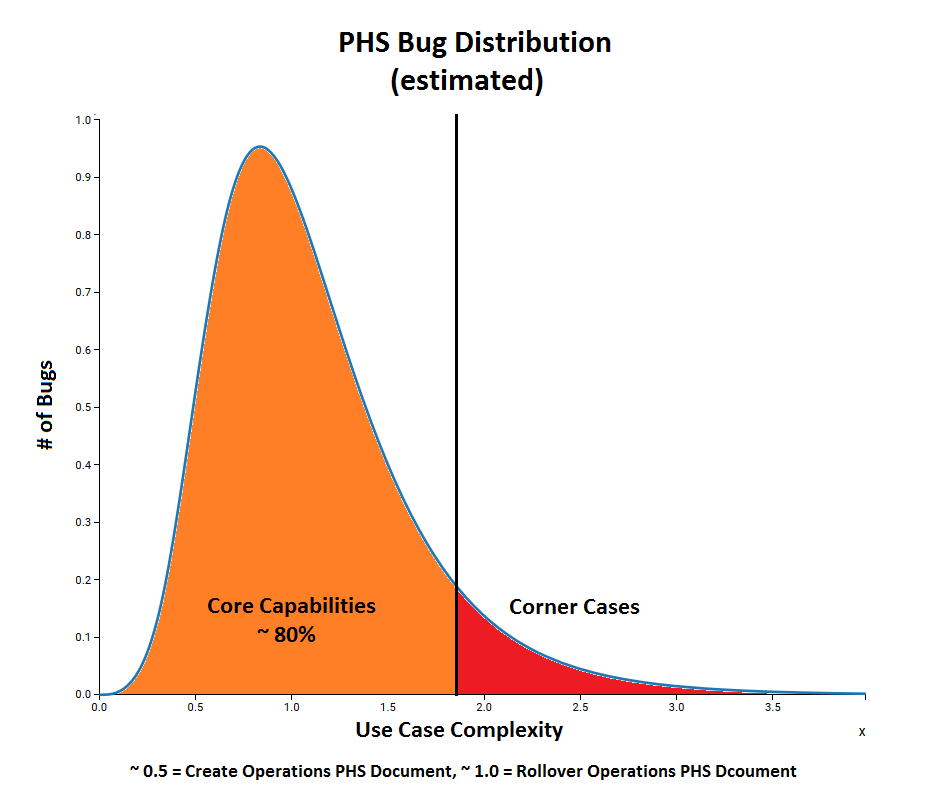 PHS Bug Distribution
(estimated)
1.0
0.9
0.8
0.7
0.6
0.5
0.4
0.3
0.2
0.1
0.0
# of Bugs
Core Capabilities
~ 80%
Corner Cases
0.0 0.5 1.0 1.5 2.0 2.5 3.0 3.5
Use Case Complexity
x
~ 0.5 = Create Operations PHS Document, ~ 1.0 = Rollover Operations PHS Dcoument